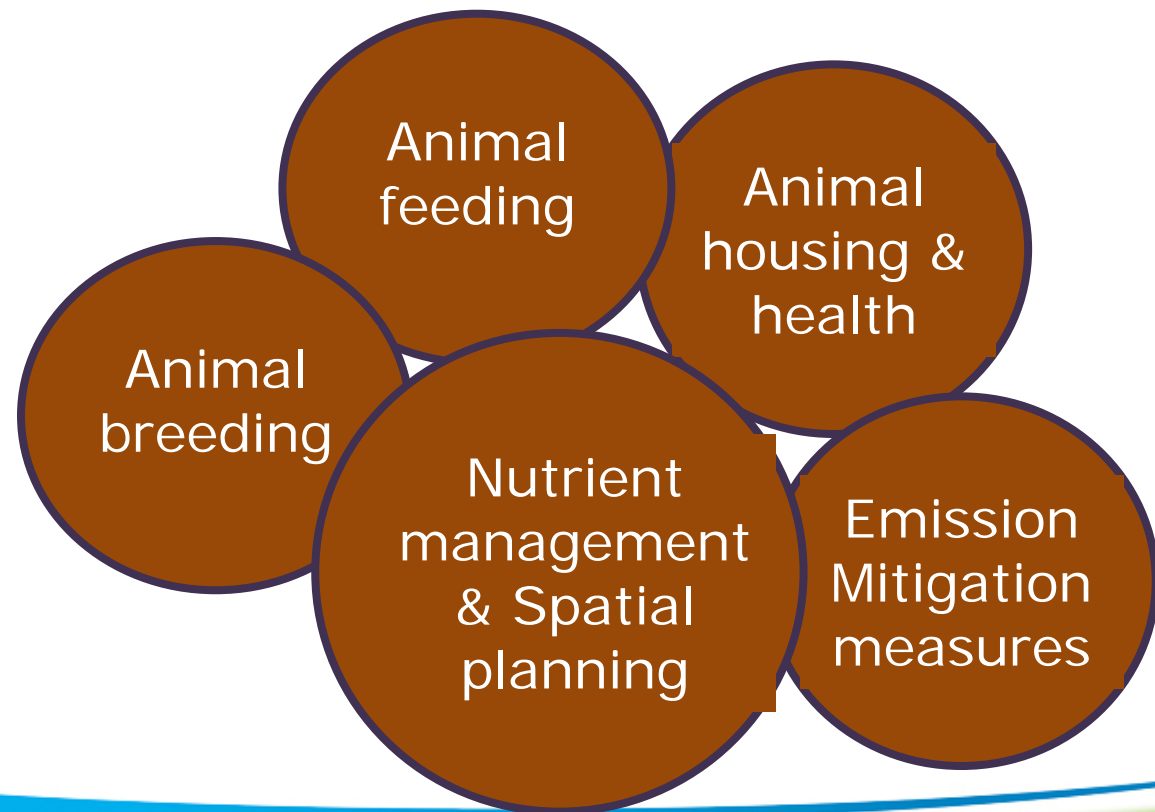 Animal
feeding
Animal
housing &
health
Animal
breeding
Nutrient
management
& Spatial
planning
Emission
Mitigation
measures